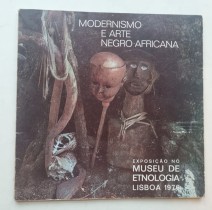 MODERNISMO
E ARTE
NEGRO-AFRICANA
EXPOSIÇÃO NO
MUSEU DE
ETNOLOGIA
LISBOA 1976